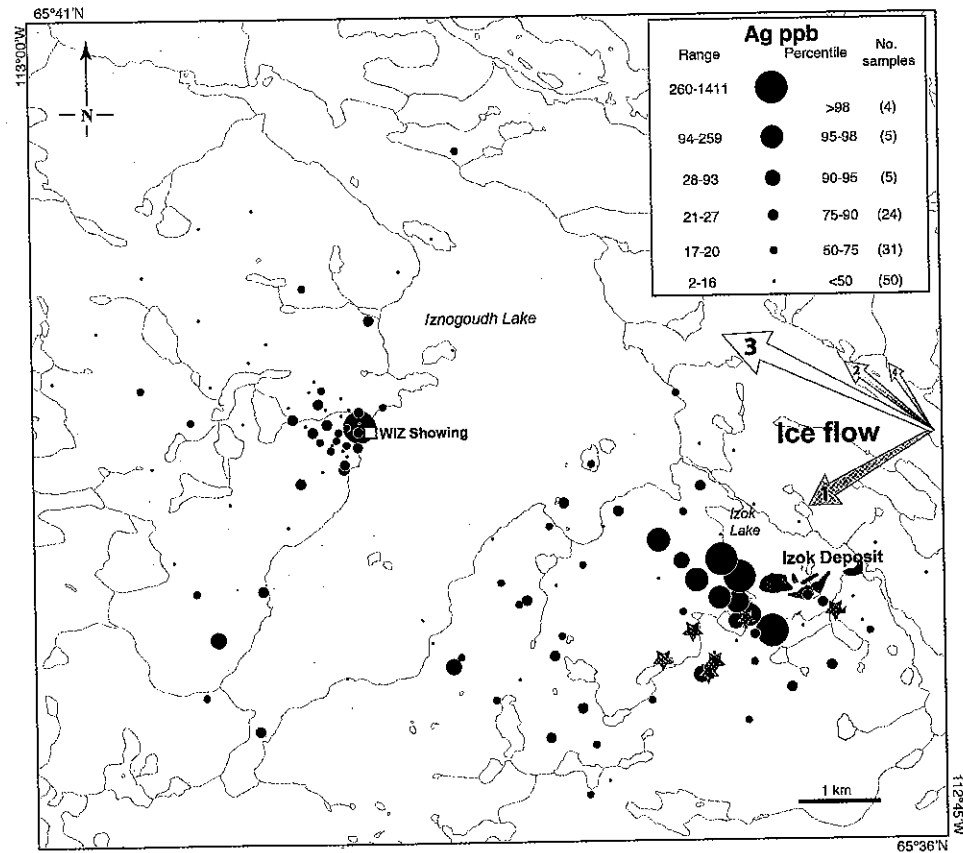 65°41'
113°00'W
N
Ag ppb
Range Percentile No. samples
260-1411 >98 (4)
94-259 95-98 (5)
28-93 90-95 (5)
21-27 75-90 (24)
17-20 50-75 (31)
2-16 <50 (50)
Iznogoudh Lake
3
2
Ice flow
1
WIZ Showing
Izok
Lake
Izok Deposit
1 km
112°45'W
65°36'N